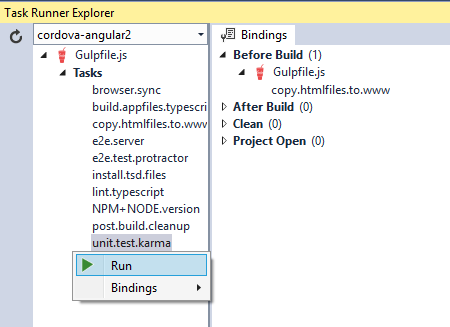 Task Runner Explorer
cordova-angular2
Gulpfile.js
Tasks
browser.sync
build.appfiles.typescri
copy.htmlfiles.to.www
e2e.server
e2e.test.protractor
install.tsd.files
lint.typescript
NPM+NODE.version
post.build.cleanup
unit.test.karma
Run
Bindings
Bindings
Before Build (1)
Gulpfile.js
copy.htmlfiles.to.www
After Build (0)
Clean (0)
Project Open (0)